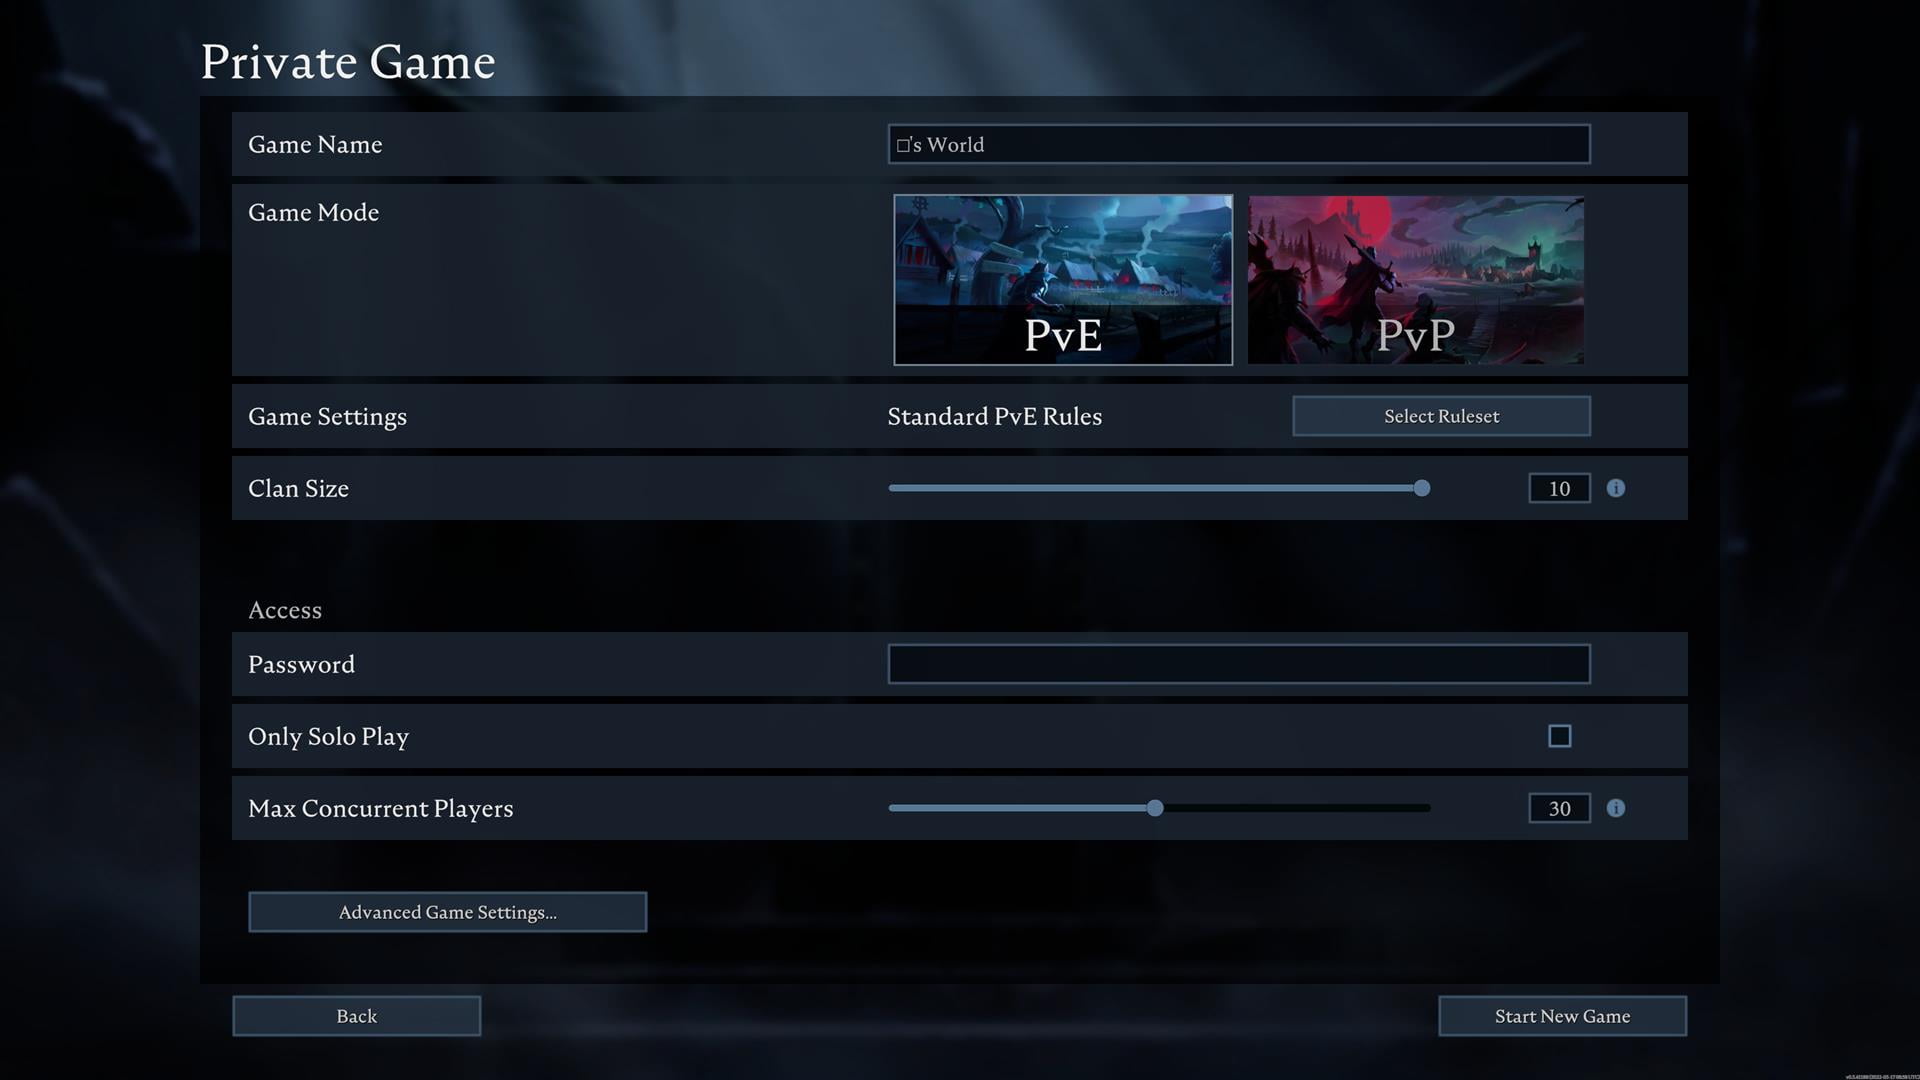 Private Game
Game Name
□'s World
Game Mode
PvE
PvP
Game Settings
Standard PvE Rules
Select Ruleset
Clan Size
10
Access
Password
Only Solo Play
Max Concurrent Players
30
Advanced Game Settings...
Back
Start New Game